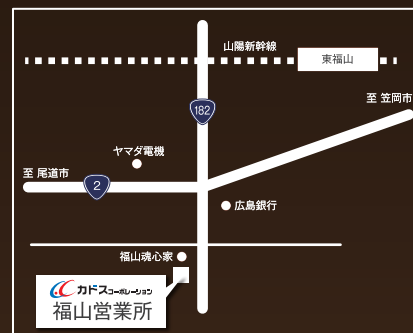 山陽新幹線
東福山
至 笠岡市
182
ヤマダ電機
至 尾道市
2
広島銀行
福山魂心家
カドスコーポレーション
福山営業所